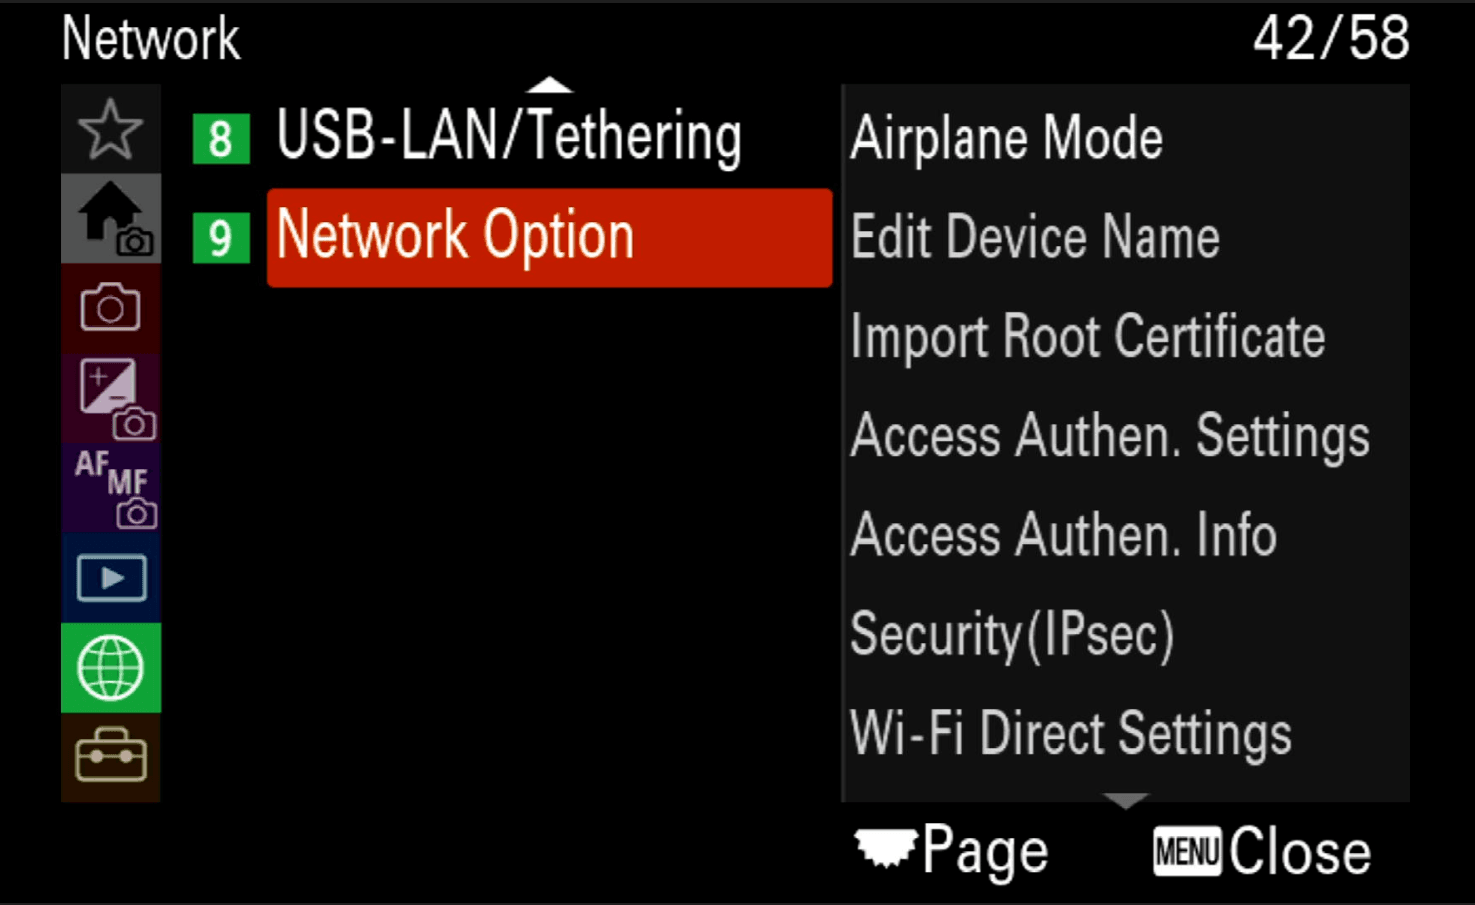 Network 42/58
8 USB-LAN/Tethering
9 Network Option
Airplane Mode
Edit Device Name
Import Root Certificate
Access Authen. Settings
Access Authen. Info
Security(IPsec)
Wi-Fi Direct Settings
AF MF
Page MENU Close